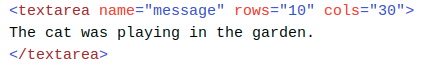 <textarea name="message" rows="10" cols="30">
The cat was playing in the garden.
</textarea>